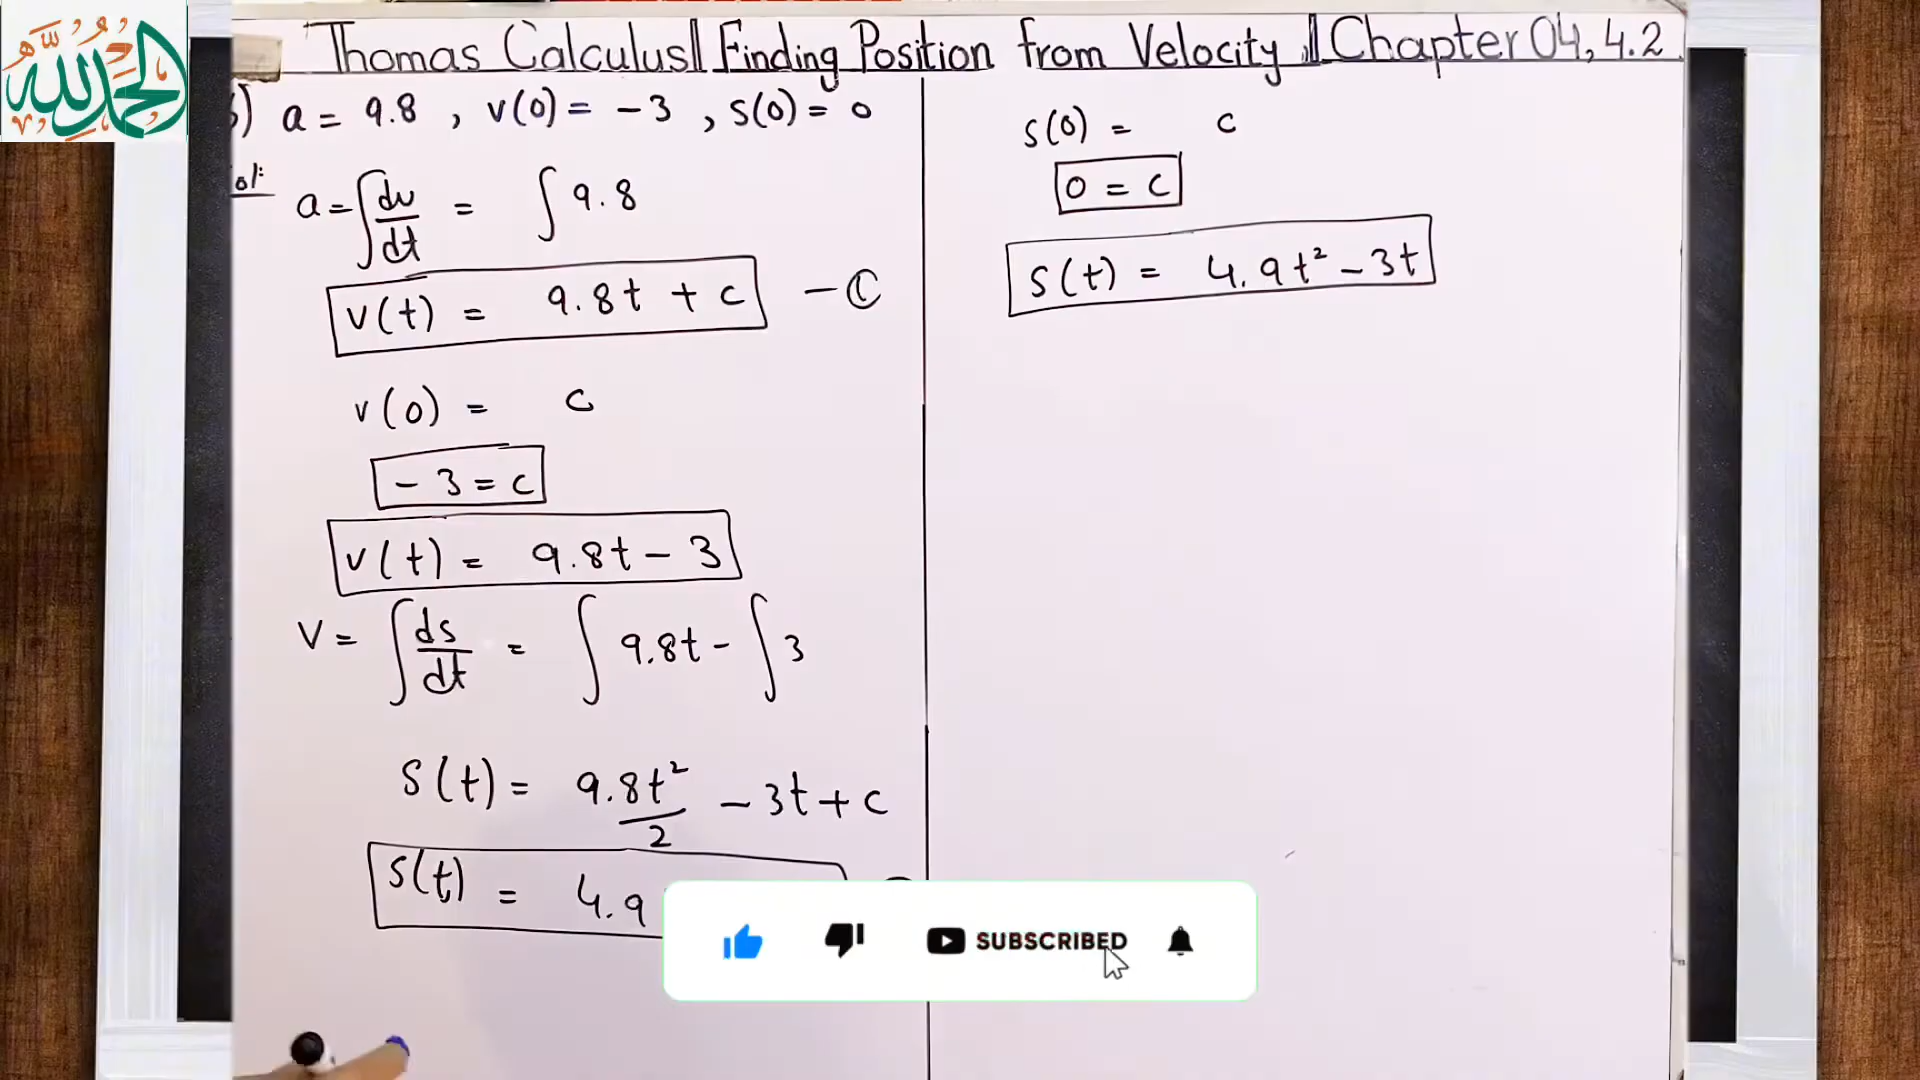 الحمد لله
Thomas Calculus|| Finding Position from Velocity || Chapter 04, 4.2
) a = 9.8 , v(0) = -3 , s(0) = 0
ol:
a = ∫ dv/dt = ∫ 9.8
v(t) = 9.8t + c
v(0) = c
-3 = c
v(t) = 9.8t - 3
V = ∫ ds/dt = ∫ 9.8t - ∫ 3
S(t) = 9.8t²/2 - 3t + c
S(t) = 4.9
s(0) = c
0 = c
S(t) = 4.9t² - 3t
SUBSCRIBED